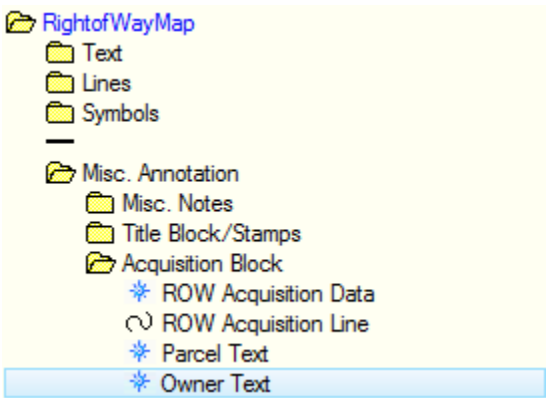 RightofWayMap
Text
Lines
Symbols
Misc. Annotation
Misc. Notes
Title Block/Stamps
Acquisition Block
ROW Acquisition Data
ROW Acquisition Line
Parcel Text
Owner Text